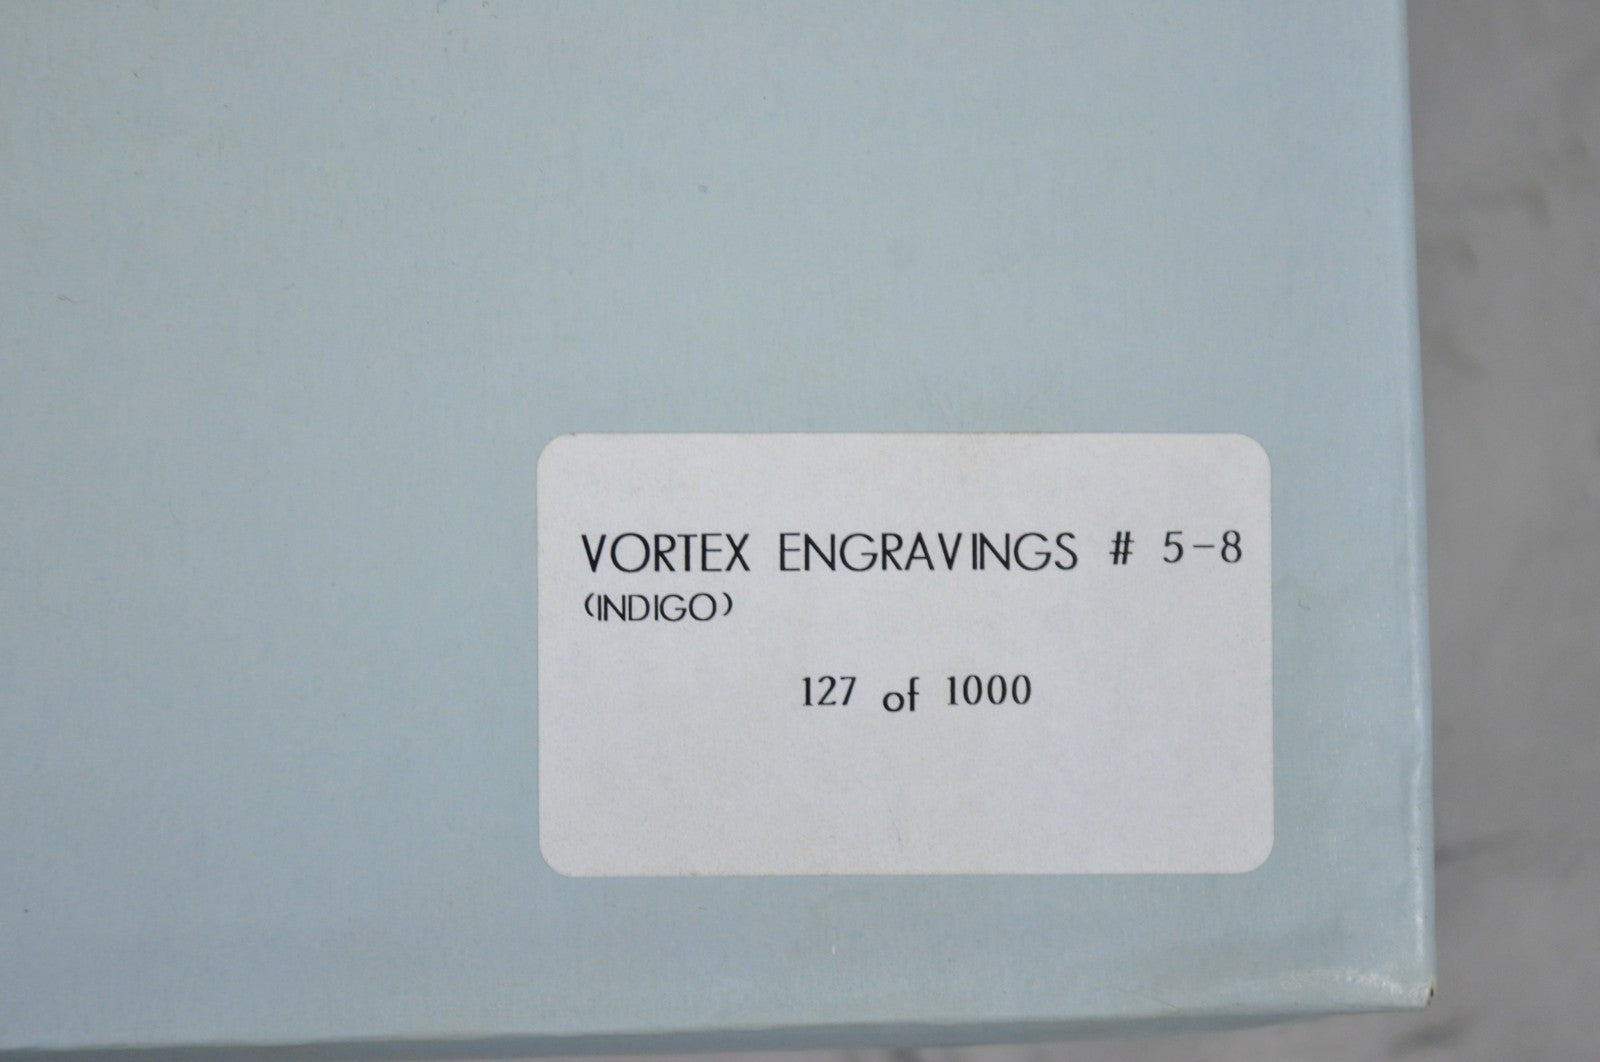 VORTEX ENGRAVINGS # 5-8
(INDIGO)
127 of 1000